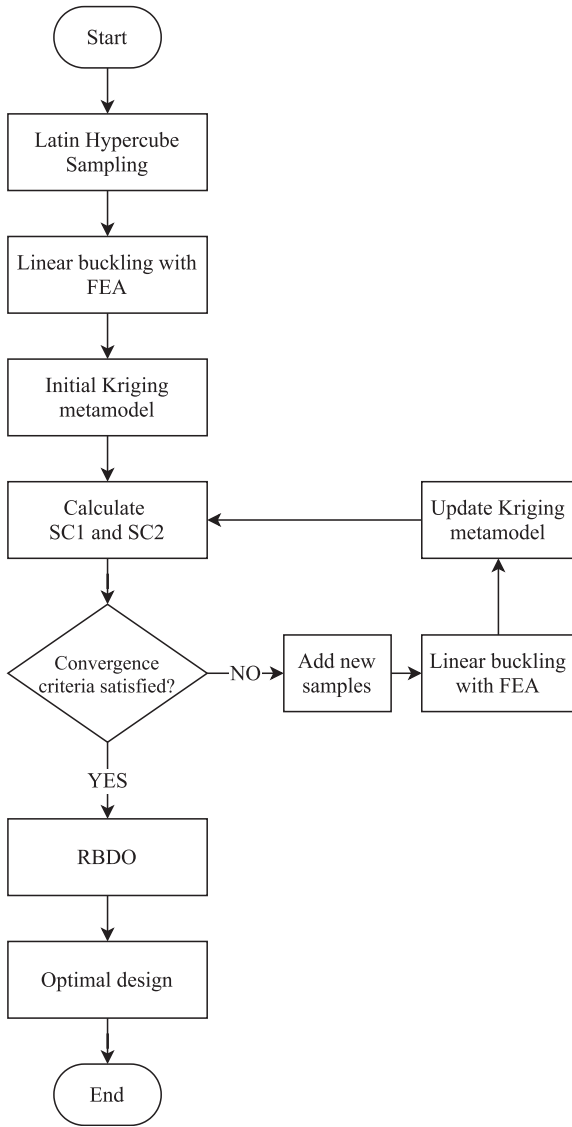 Start
Latin Hypercube
Sampling
Linear buckling with
FEA
Initial Kriging
metamodel
Calculate
SC1 and SC2
Update Kriging
metamodel
Convergence
criteria satisfied?
NO
Add new
samples
Linear buckling
with FEA
YES
RBDO
Optimal design
End